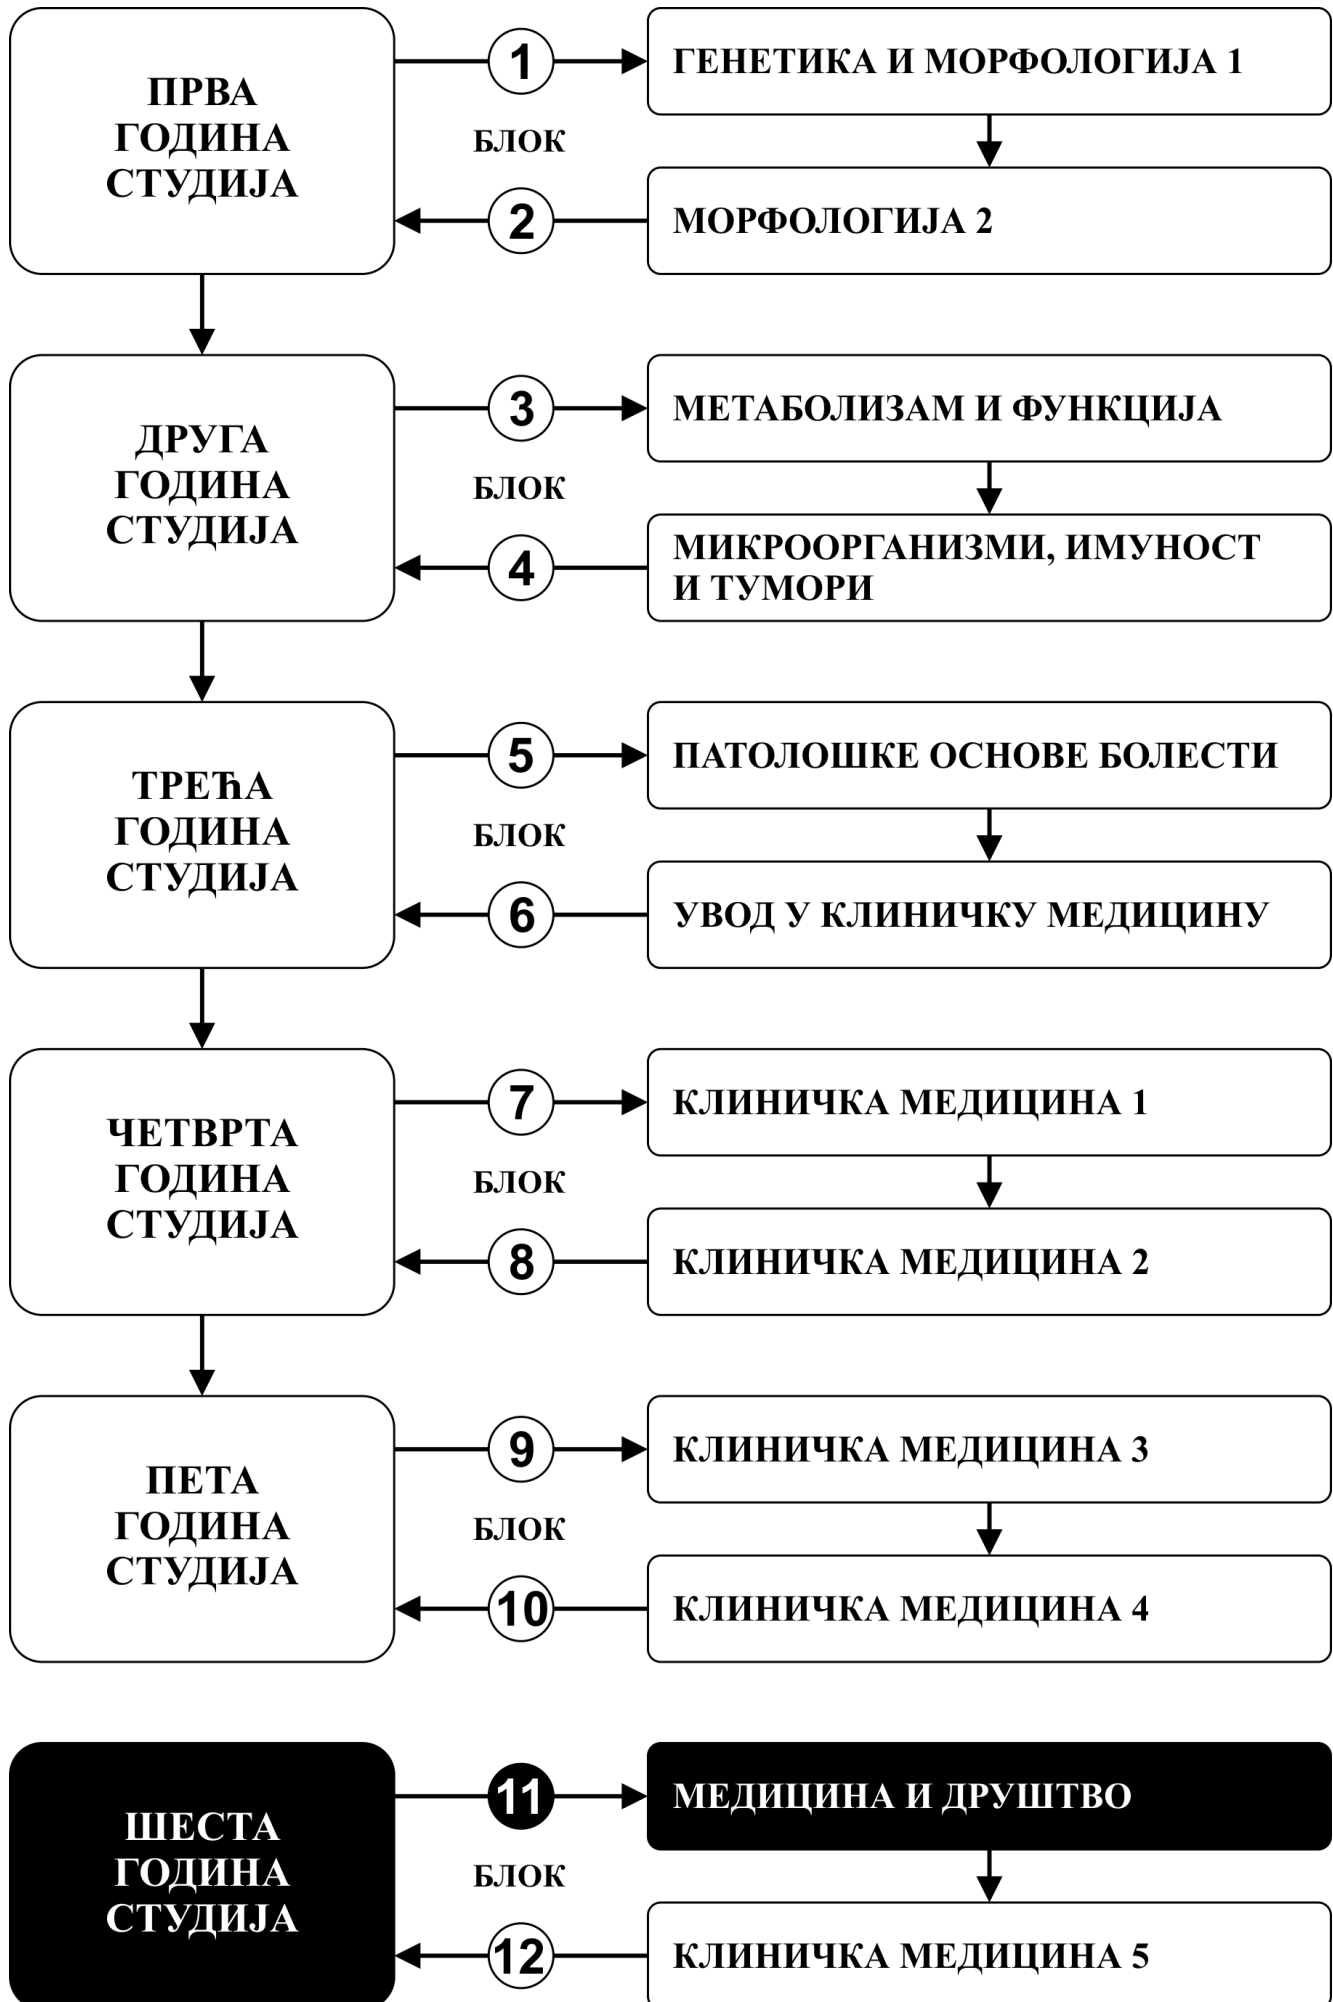 ПРВА
ГОДИНА
СТУДИЈА
1
БЛОК
2
ГЕНЕТИКА И МОРФОЛОГИЈА 1
МОРФОЛОГИЈА 2
ДРУГА
ГОДИНА
СТУДИЈА
3
БЛОК
4
МЕТАБОЛИЗАМ И ФУНКЦИЈА
МИКРООРГАНИЗМИ, ИМУНОСТ
И ТУМОРИ
ТРЕЋА
ГОДИНА
СТУДИЈА
5
БЛОК
6
ПАТОЛОШКЕ ОСНОВЕ БОЛЕСТИ
УВОД У КЛИНИЧКУ МЕДИЦИНУ
ЧЕТВРТА
ГОДИНА
СТУДИЈА
7
БЛОК
8
КЛИНИЧКА МЕДИЦИНА 1
КЛИНИЧКА МЕДИЦИНА 2
ПЕТА
ГОДИНА
СТУДИЈА
9
БЛОК
10
КЛИНИЧКА МЕДИЦИНА 3
КЛИНИЧКА МЕДИЦИНА 4
ШЕСТА
ГОДИНА
СТУДИЈА
11
БЛОК
12
МЕДИЦИНА И ДРУШТВО
КЛИНИЧКА МЕДИЦИНА 5